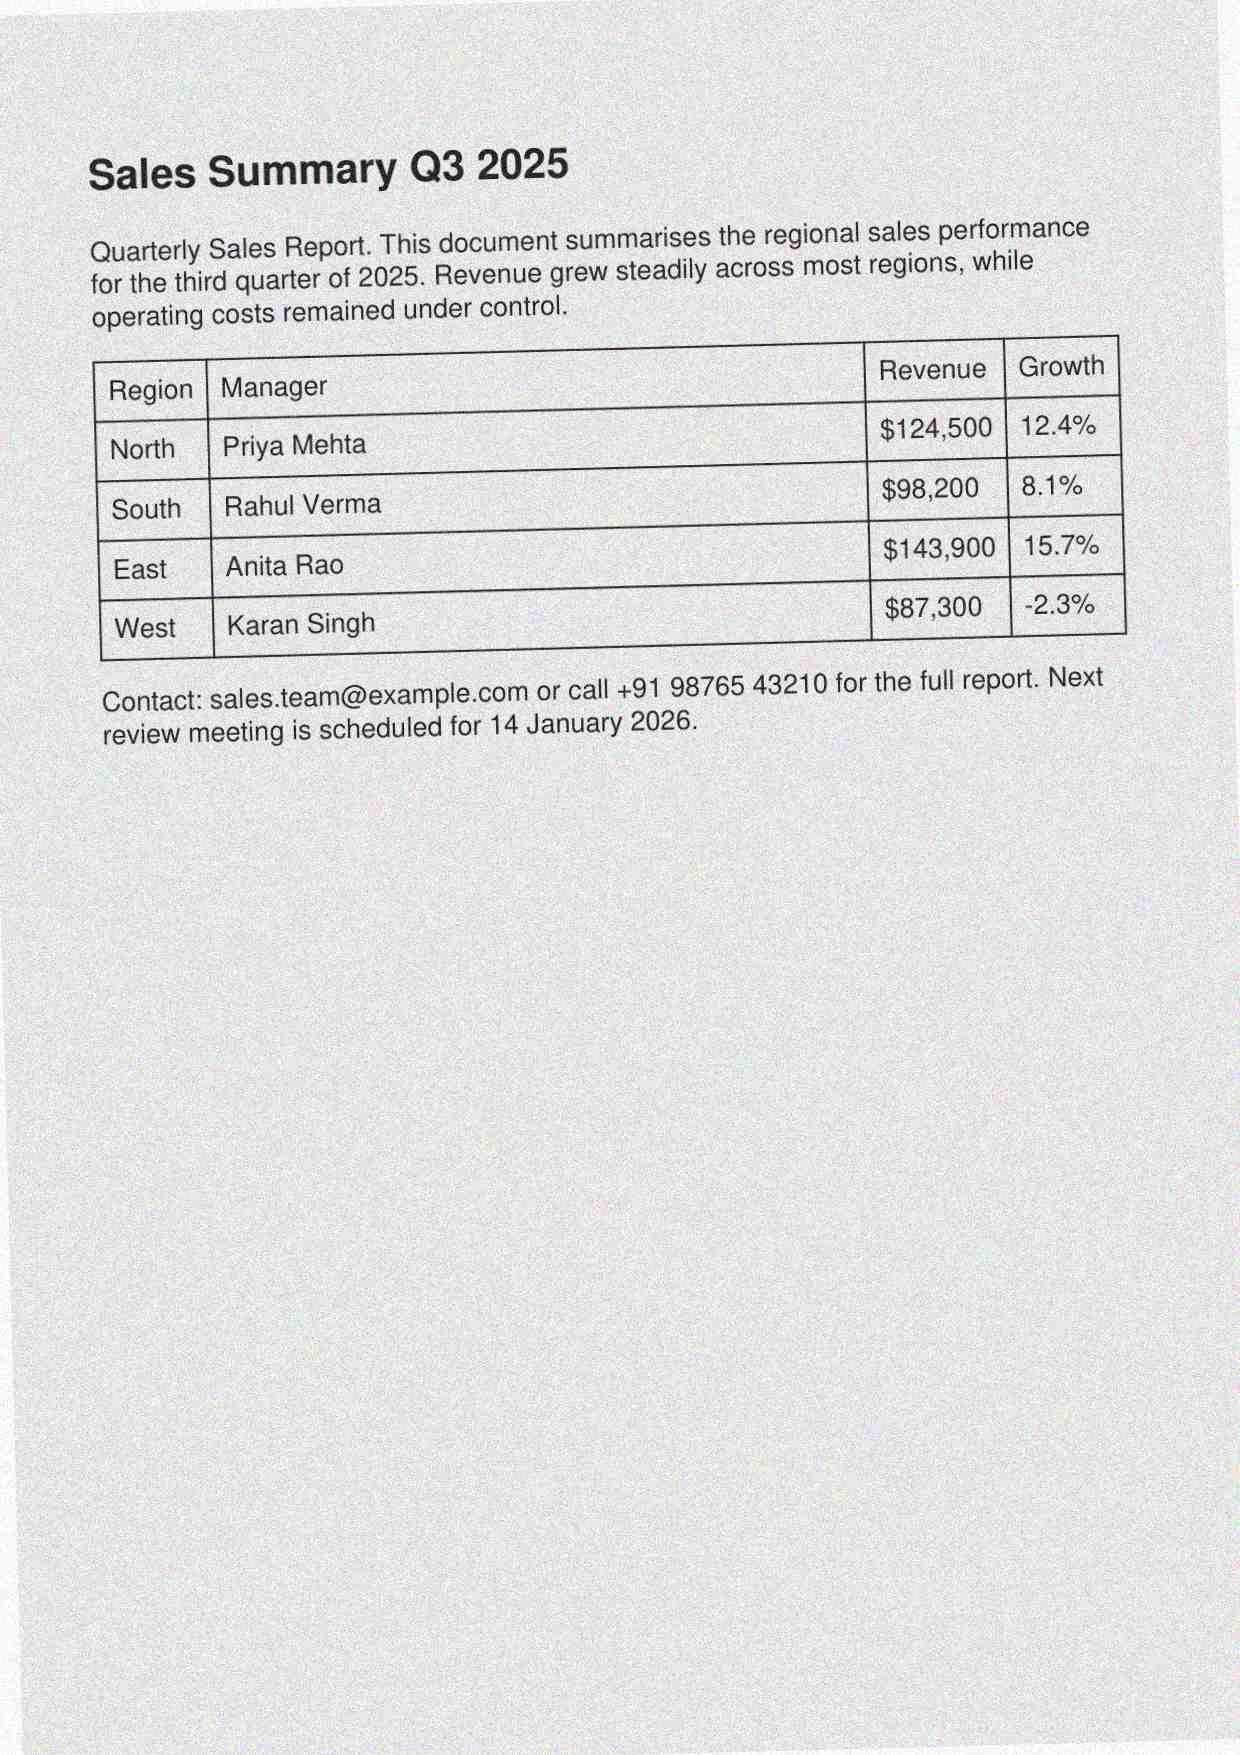 Sales Summary Q3 2025
Quarterly Sales Report. This document summarises the regional sales performance
for the third quarter of 2025. Revenue grew steadily across most regions, while
operating costs remained under control.
Region Manager Revenue Growth
North Priya Mehta $124,500 12.4%
South Rahul Verma $98,200 8.1%
East Anita Rao $143,900 15.7%
West Karan Singh $87,300 -2.3%
Contact: sales.team@example.com or call +91 98765 43210 for the full report. Next
review meeting is scheduled for 14 January 2026.